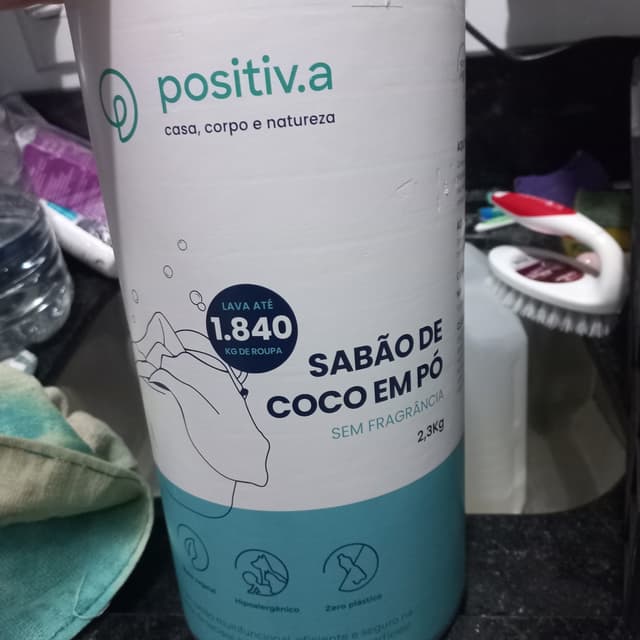 positiv.a
casa, corpo e natureza
LAVA ATÉ
1.840
KG DE ROUPA
SABÃO DE
COCO EM PÓ
SEM FRAGRÂNCIA
2,3Kg
Hipoalergênico
Zero plástico